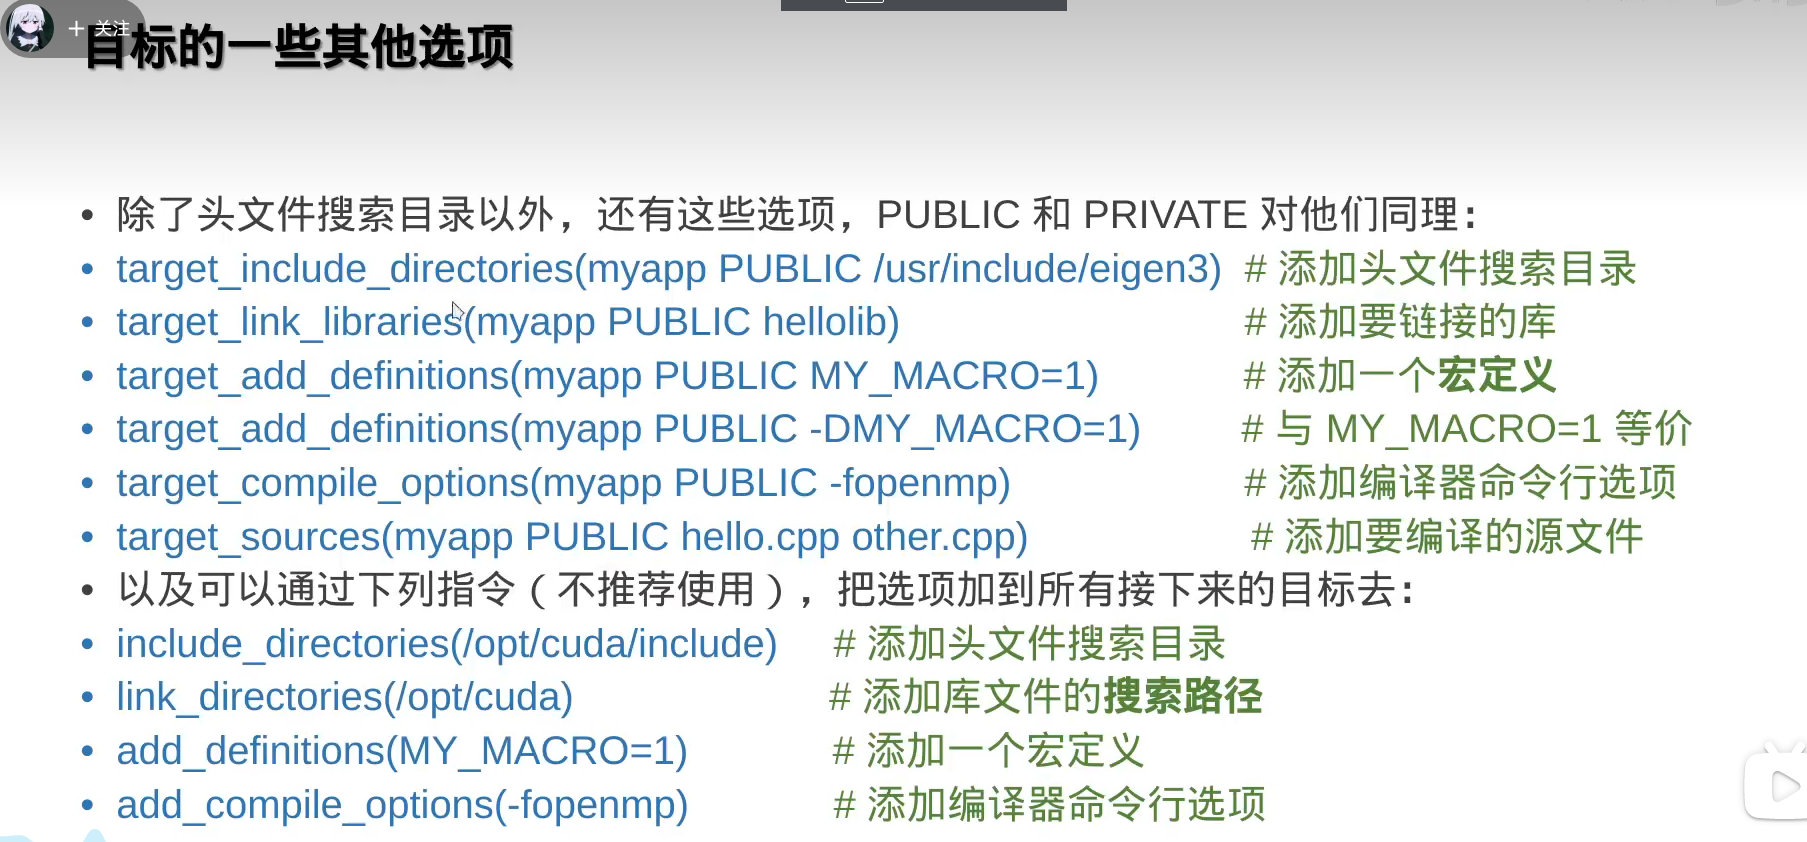 + 关注
目标的一些其他选项
• 除了头文件搜索目录以外，还有这些选项，PUBLIC 和 PRIVATE 对他们同理：
• target_include_directories(myapp PUBLIC /usr/include/eigen3) # 添加头文件搜索目录
• target_link_libraries(myapp PUBLIC hellolib) # 添加要链接的库
• target_add_definitions(myapp PUBLIC MY_MACRO=1) # 添加一个宏定义
• target_add_definitions(myapp PUBLIC -DMY_MACRO=1) # 与 MY_MACRO=1 等价
• target_compile_options(myapp PUBLIC -fopenmp) # 添加编译器命令行选项
• target_sources(myapp PUBLIC hello.cpp other.cpp) # 添加要编译的源文件
• 以及可以通过下列指令（不推荐使用），把选项加到所有接下来的目标去：
• include_directories(/opt/cuda/include) # 添加头文件搜索目录
• link_directories(/opt/cuda) # 添加库文件的搜索路径
• add_definitions(MY_MACRO=1) # 添加一个宏定义
• add_compile_options(-fopenmp) # 添加编译器命令行选项